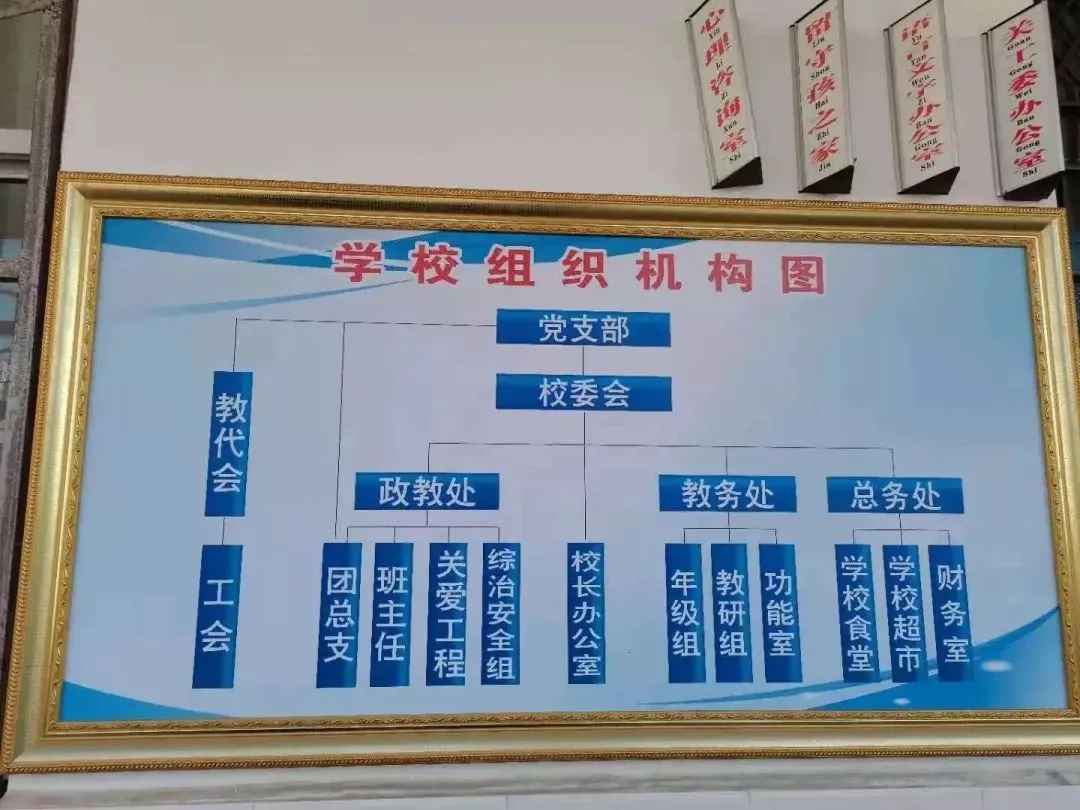 心理咨询室
Xin Li Zi Xun Shi
留守孩之家
Liu Shou Hai Zhi Jia
语言文字办公室
Yu Yan Wen Zi Ban Gong Shi
关工委办公室
Guan Gong Wei Ban Gong Shi
学校组织机构图
党支部
校委会
教代会
政教处
教务处
总务处
工会
团总支
班主任
关爱工程
综治安全组
校长办公室
年级组
教研组
功能室
学校食堂
学校超市
财务室